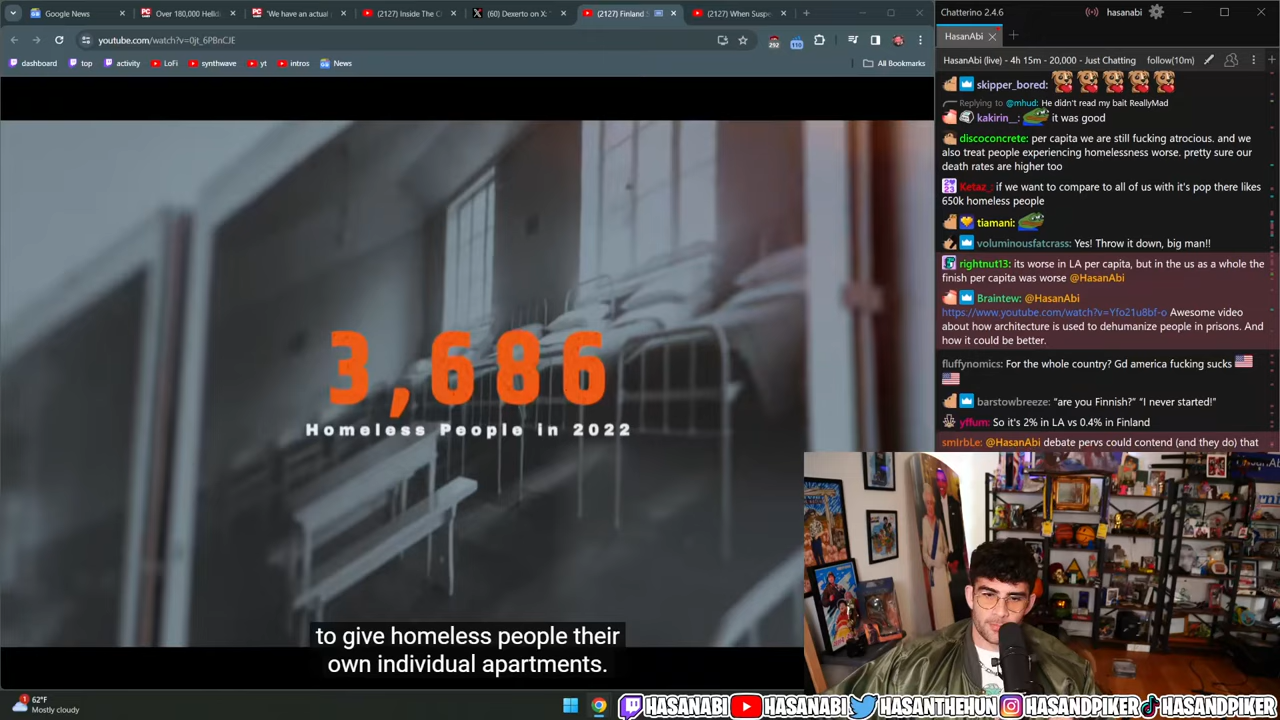 Google News
Over 180,000 Helldi
'We have an actual
(2127) Inside The C
(60) Dexerto on X: "
(2127) Finland S
(2127) When Suspe
youtube.com/watch?v=0jt_6PBnCJE
292
110
dashboard
top
activity
LoFi
synthwave
yt
intros
News
All Bookmarks
3,686
Homeless People in 2022
to give homeless people their
own individual apartments.
Chatterino 2.4.6
hasanabi
HasanAbi
HasanAbi (live) - 4h 15m - 20,000 - Just Chatting
follow(10m)
skipper_bored:
Replying to @mhud: He didn't read my bait ReallyMad
kakirin__: it was good
discoconcrete: per capita we are still fucking atrocious. and we
also treat people experiencing homelessness worse. pretty sure our
death rates are higher too
Ketaz_: if we want to compare to all of us with it's pop there likes
650k homeless people
tiamani:
voluminousfatcrass: Yes! Throw it down, big man!!
rightnut13: its worse in LA per capita, but in the us as a whole the
finish per capita was worse @HasanAbi
Braintew: @HasanAbi
https://www.youtube.com/watch?v=Yfo21u8bf-o Awesome video
about how architecture is used to dehumanize people in prisons. And
how it could be better.
fluffynomics: For the whole country? Gd america fucking sucks
barstowbreeze: "are you Finnish?" "I never started!"
yffum: So it's 2% in LA vs 0.4% in Finland
smIrbLe: @HasanAbi debate pervs could contend (and they do) that
62°F
Mostly cloudy
HASANABI
HASANABI
HASANTHEHUN
HASANDPIKER
HASANDPIKER